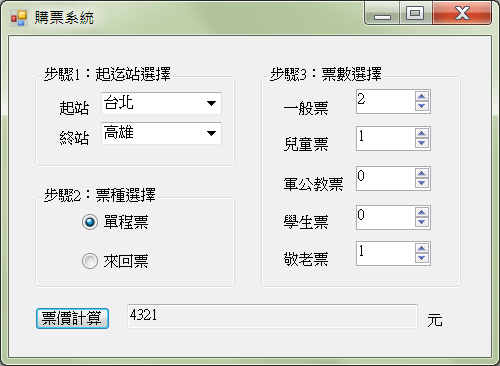 購票系統
步驟1：起迄站選擇
起站 台北
終站 高雄
步驟2：票種選擇
單程票
來回票
步驟3：票數選擇
一般票 2
兒童票 1
軍公教票 0
學生票 0
敬老票 1
票價計算 4321 元